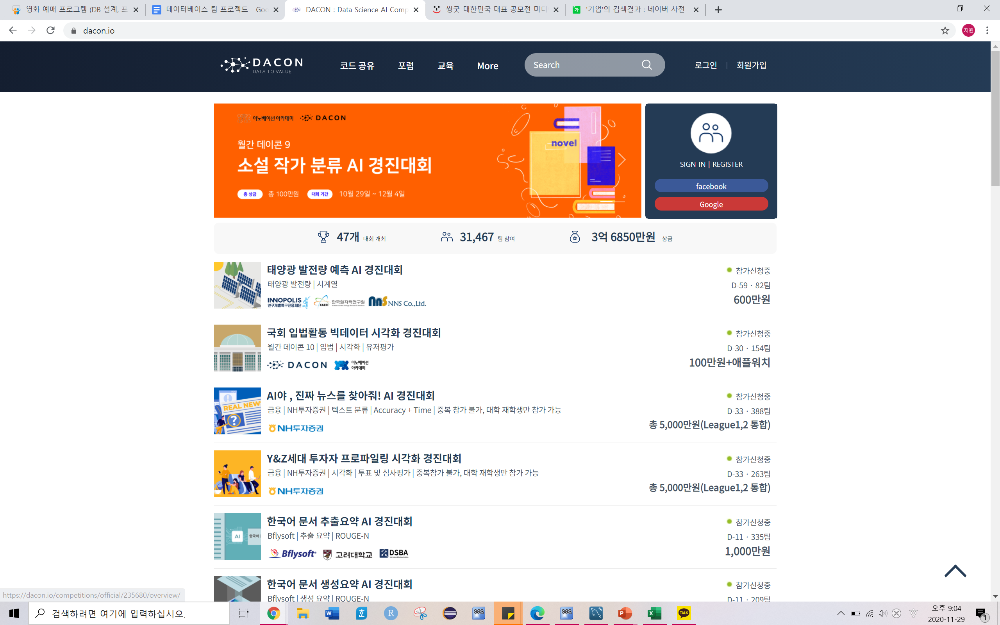 영화 예매 프로그램 (DB 설계, 프
데이터베이스 팀 프로젝트 - Goo
DACON : Data Science AI Comp
씽굿-대한민국 대표 공모전 미디
'기업'의 검색결과 : 네이버 사전
dacon.io
지원
DACON
DATA TO VALUE
코드 공유
포럼
교육
More
Search
로그인 | 회원가입
이노베이션 아카데미 DACON
월간 데이콘 9
소설 작가 분류 AI 경진대회
총 상금 총 100만원 대회 기간 10월 29일 ~ 12월 4일
novel
SIGN IN | REGISTER
facebook
Google
47개 대회 개최
31,467 팀 참여
3억 6850만원 상금
태양광 발전량 예측 AI 경진대회
태양광 발전량 | 시계열
INNOPOLIS
연구개발특구진흥재단
KAERI 한국원자력연구원
nns NNS Co.,Ltd.
참가신청중
D-59 · 82팀
600만원
국회 입법활동 빅데이터 시각화 경진대회
월간 데이콘 10 | 입법 | 시각화 | 유저평가
DACON
이노베이션
아카데미
참가신청중
D-30 · 154팀
100만원+애플워치
REAL NEW
AI야 , 진짜 뉴스를 찾아줘! AI 경진대회
금융 | NH투자증권 | 텍스트 분류 | Accuracy + Time | 중복 참가 불가, 대학 재학생만 참가 가능
NH투자증권
참가신청중
D-33 · 388팀
총 5,000만원(League1,2 통합)
Y&Z세대 투자자 프로파일링 시각화 경진대회
금융 | NH투자증권 | 시각화 | 투표 및 심사평가 | 중복참가 불가, 대학 재학생만 참가 가능
NH투자증권
참가신청중
D-33 · 263팀
총 5,000만원(League1,2 통합)
AI
한국어
한국어 문서 추출요약 AI 경진대회
Bflysoft | 추출 요약 | ROUGE-N
Bflysoft 고려대학교 DSBA
참가신청중
D-11 · 335팀
1,000만원
한국어 문서 생성요약 AI 경진대회
Bflysoft | 생성 요약 | ROUGE-N
참가신청중
D-11 · 209팀
https://dacon.io/competitions/official/235680/overview/
검색하려면 여기에 입력하십시오.
오후 9:04
2020-11-29
1